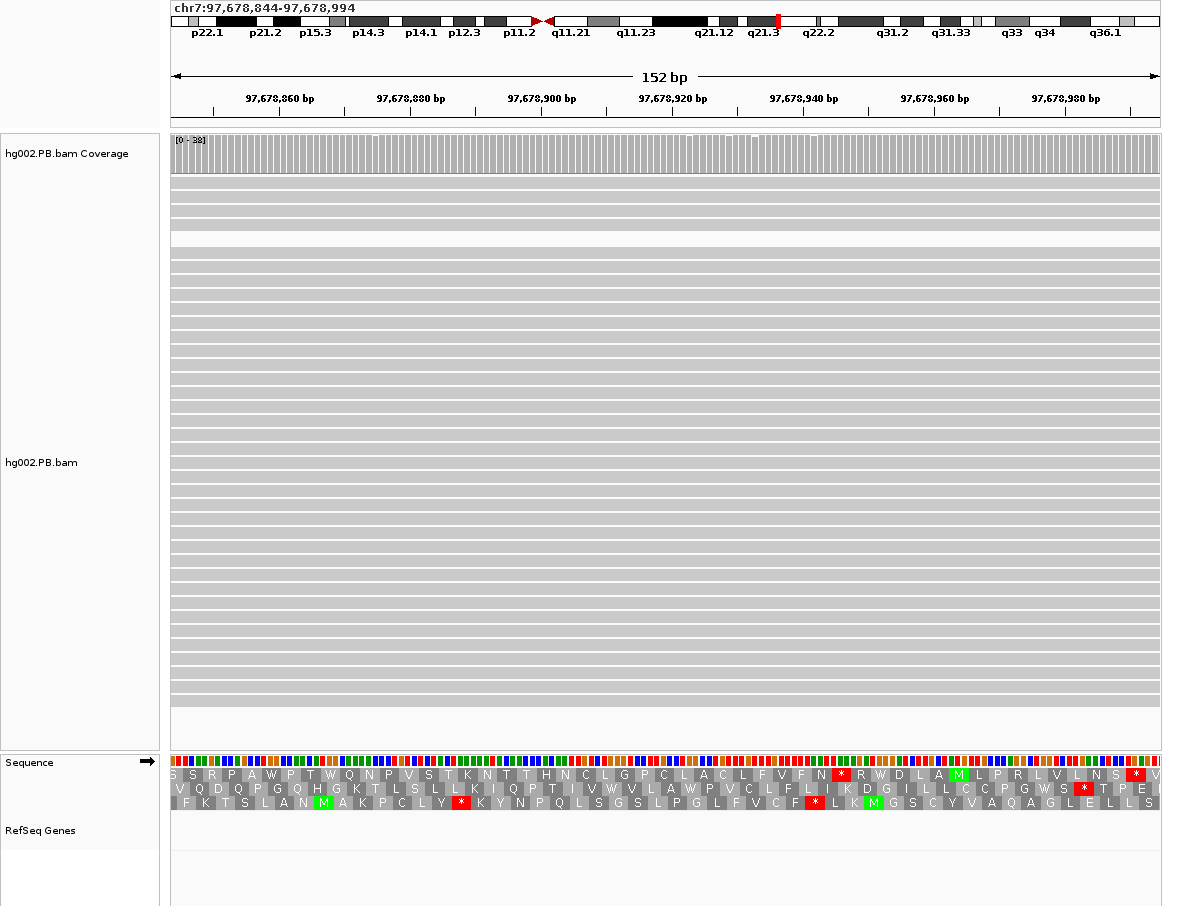 chr7:97,678,844-97,678,994
p22.1 p21.2 p15.3 p14.3 p14.1 p12.3 p11.2 q11.21 q11.23 q21.12 q21.3 q22.2 q31.2 q31.33 q33 q34 q36.1
152 bp
97,678,860 bp 97,678,880 bp 97,678,900 bp 97,678,920 bp 97,678,940 bp 97,678,960 bp 97,678,980 bp
[0 - 38]
hg002.PB.bam Coverage
hg002.PB.bam
Sequence
S S R P A W P T W Q N P V S T K N T T H N C L G P C L A C L F V F N * R W D L A M L P R L V L N S * V
V Q D Q P G Q H G K T L S L L K I Q P T I V W V L A W P V C L F L I K D G I L L C C P G W S * T P E I
F K T S L A N M A K P C L Y * K Y N P Q L S G S L P G L F V C F * L K M G S C Y V A Q A G L E L L S
RefSeq Genes